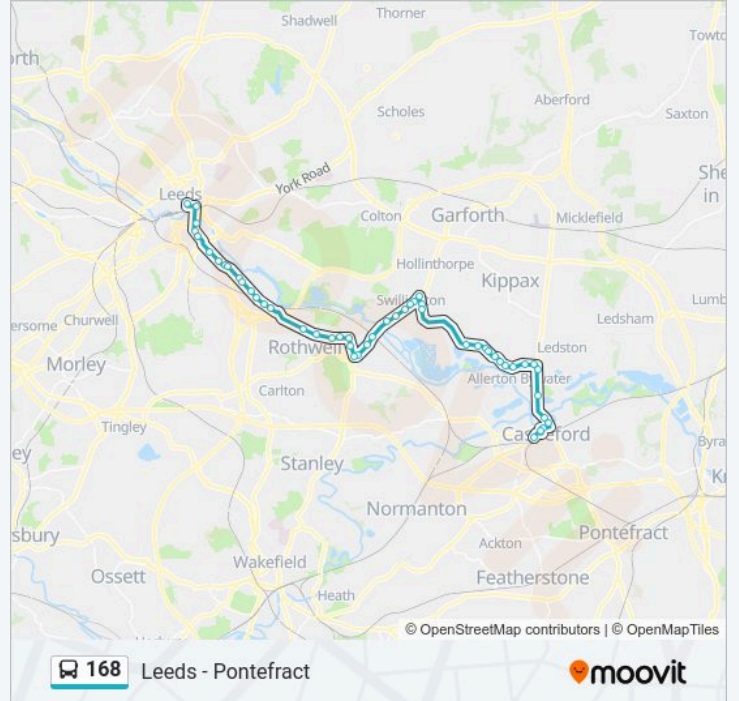 Thorner
Shadwell
Towto
orth
Aberford
Scholes
Saxton
York Road
She
Leeds
in
Colton
Garforth
Micklefield
Hollinthorpe
Kippax
Swillington
Lumb
Ledsham
ersome
Churwell
Rothwell
Ledston
Morley
Allerton Bywater
Carlton
Tingley
Castleford
Byra
ey
Stanley
Kn
Normanton
sbury
Ackton
Pontefract
Wakefield
Ossett
Featherstone
Heath
© OpenStreetMap contributors | © OpenMapTiles
168 Leeds - Pontefract
moovit